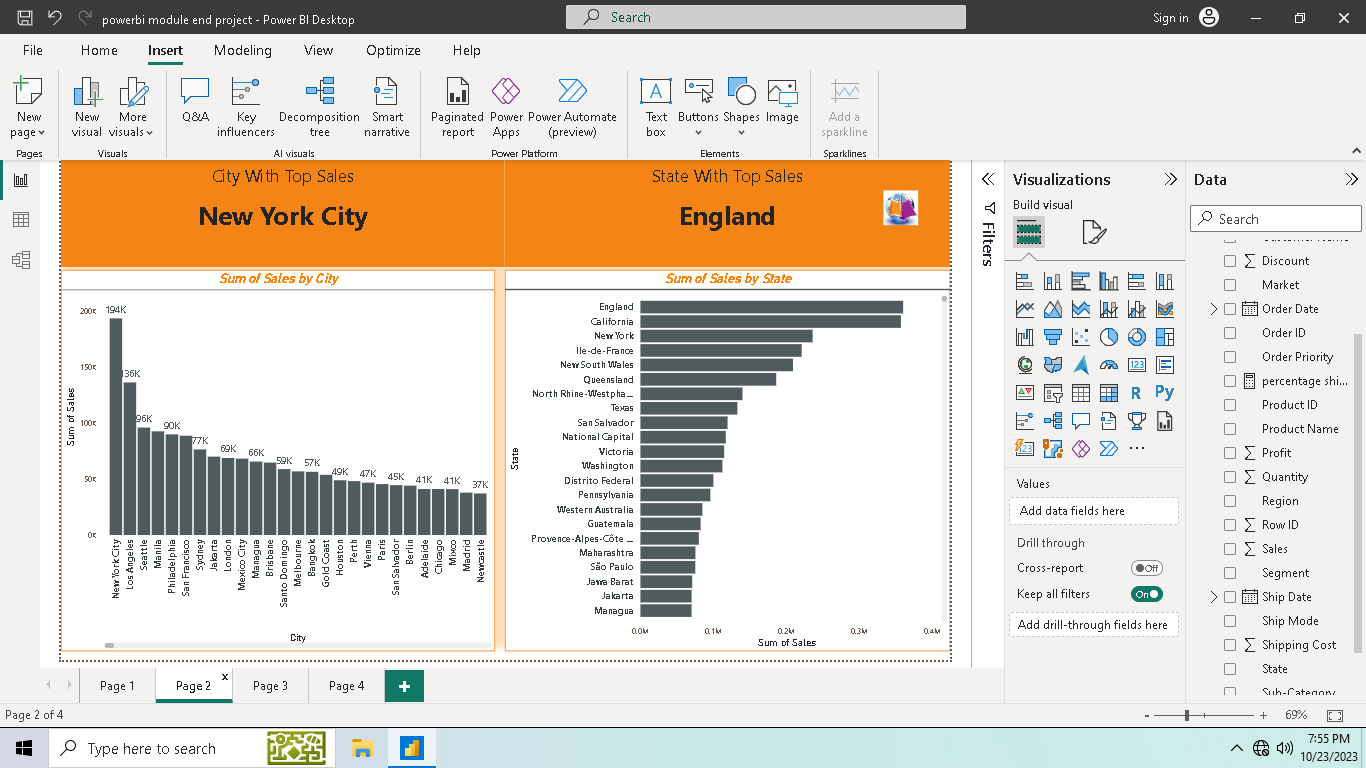 powerbi module end project - Power BI Desktop
Search
Sign in
File
Home
Insert
Modeling
View
Optimize
Help
New page
New visual
More visuals
Q&A
Key influencers
Decomposition tree
Smart narrative
Paginated report
Power Apps
Power Automate (preview)
Text box
Buttons
Shapes
Image
Add a sparkline
Pages
Visuals
AI visuals
Power Platform
Elements
Sparklines
City With Top Sales
New York City
State With Top Sales
England
Sum of Sales by City
Sum of Sales
200K
150K
100K
50K
0K
194K
136K
96K
90K
77K
69K
66K
59K
57K
49K
47K
45K
41K
41K
37K
New York City
Los Angeles
Seattle
Manila
Philadelphia
San Francisco
Sydney
Jakarta
London
Mexico City
Managua
Brisbane
Santo Domingo
Melbourne
Bangkok
Gold Coast
Houston
Perth
Vienna
Paris
San Salvador
Berlin
Adelaide
Chicago
Mixco
Madrid
Newcastle
City
Sum of Sales by State
State
England
California
New York
Ile-de-France
New South Wales
Queensland
North Rhine-Westpha ...
Texas
San Salvador
National Capital
Victoria
Washington
Distrito Federal
Pennsylvania
Western Australia
Guatemala
Provence-Alpes-Côte ...
Maharashtra
São Paulo
Jawa Barat
Jakarta
Managua
0.0M
0.1M
0.2M
0.3M
0.4M
Sum of Sales
Filters
Visualizations
Build visual
123
R
Py
123
...
Values
Add data fields here
Drill through
Cross-report
Off
Keep all filters
On
Add drill-through fields here
Data
Search
Customer Name
Discount
Market
Order Date
Order ID
Order Priority
percentage shi...
Product ID
Product Name
Profit
Quantity
Region
Row ID
Sales
Segment
Ship Date
Ship Mode
Shipping Cost
State
Sub-Category
Page 1
Page 2
x
Page 3
Page 4
+
Page 2 of 4
-
+
69%
Type here to search
7:55 PM
10/23/2023